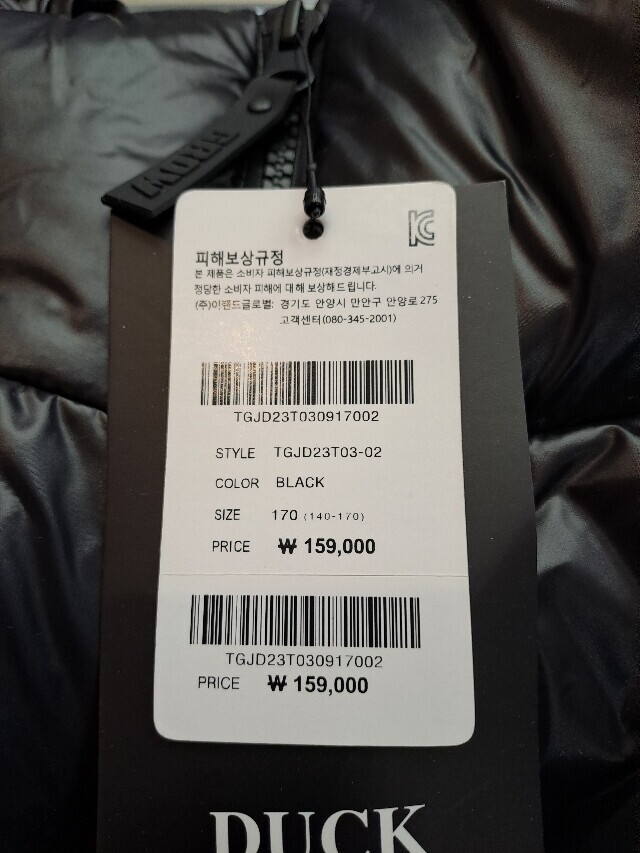 KC
피해보상규정
본 제품은 소비자 피해보상규정(재정경제부고시)에 의거
정당한 소비자 피해에 대해 보상해드립니다.
(주)이랜드글로벌: 경기도 안양시 만안구 안양로 275
고객센터(080-345-2001)
TGJD23T030917002
STYLE TGJD23T03-02
COLOR BLACK
SIZE 170 (140-170)
PRICE ₩ 159,000
TGJD23T030917002
PRICE ₩ 159,000
DUCK